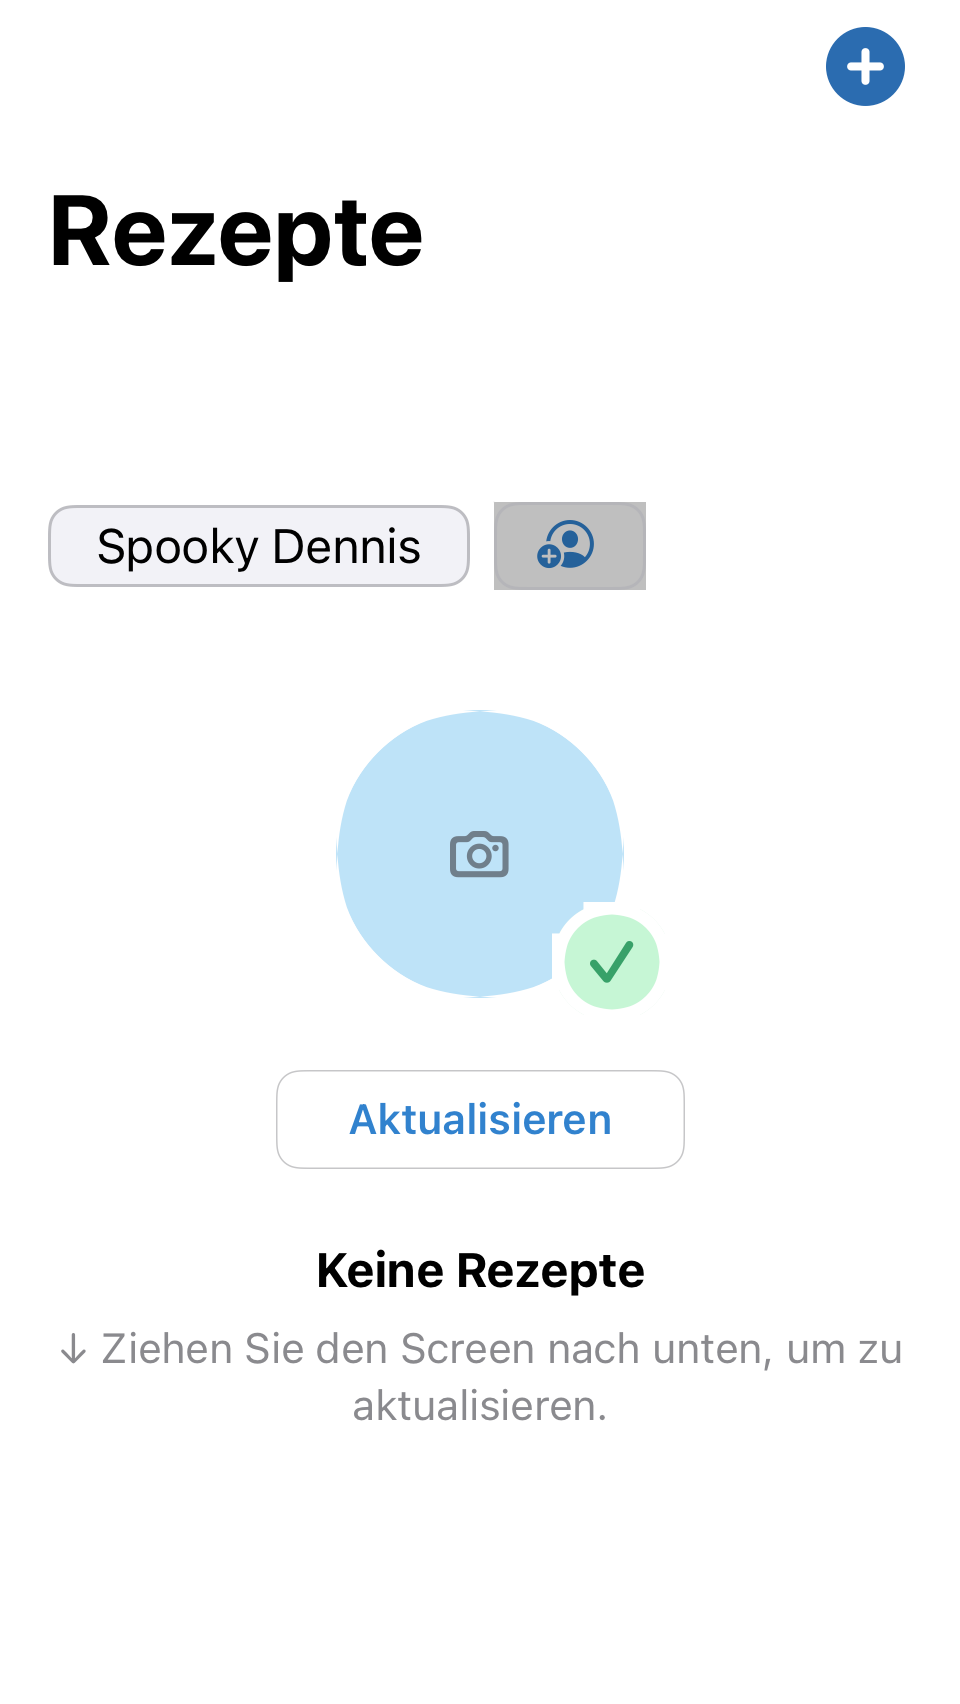 Rezepte
Spooky Dennis
Aktualisieren
Keine Rezepte
↓ Ziehen Sie den Screen nach unten, um zu
aktualisieren.